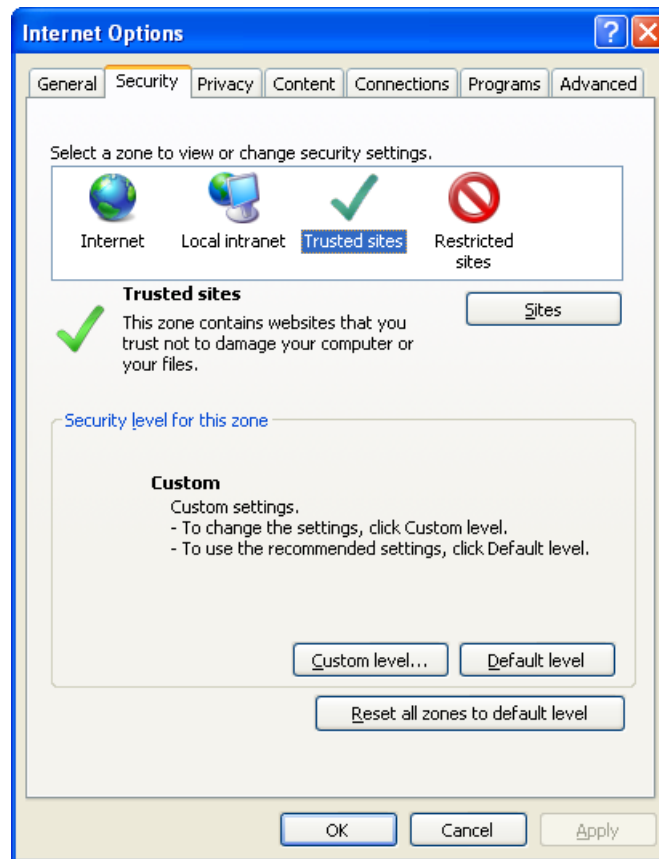 Internet Options
General Security Privacy Content Connections Programs Advanced
Select a zone to view or change security settings.
Internet Local intranet Trusted sites Restricted
sites
Trusted sites
Sites
This zone contains websites that you
trust not to damage your computer or
your files.
Security level for this zone
Custom
Custom settings.
- To change the settings, click Custom level.
- To use the recommended settings, click Default level.
Custom level... Default level
Reset all zones to default level
OK Cancel Apply